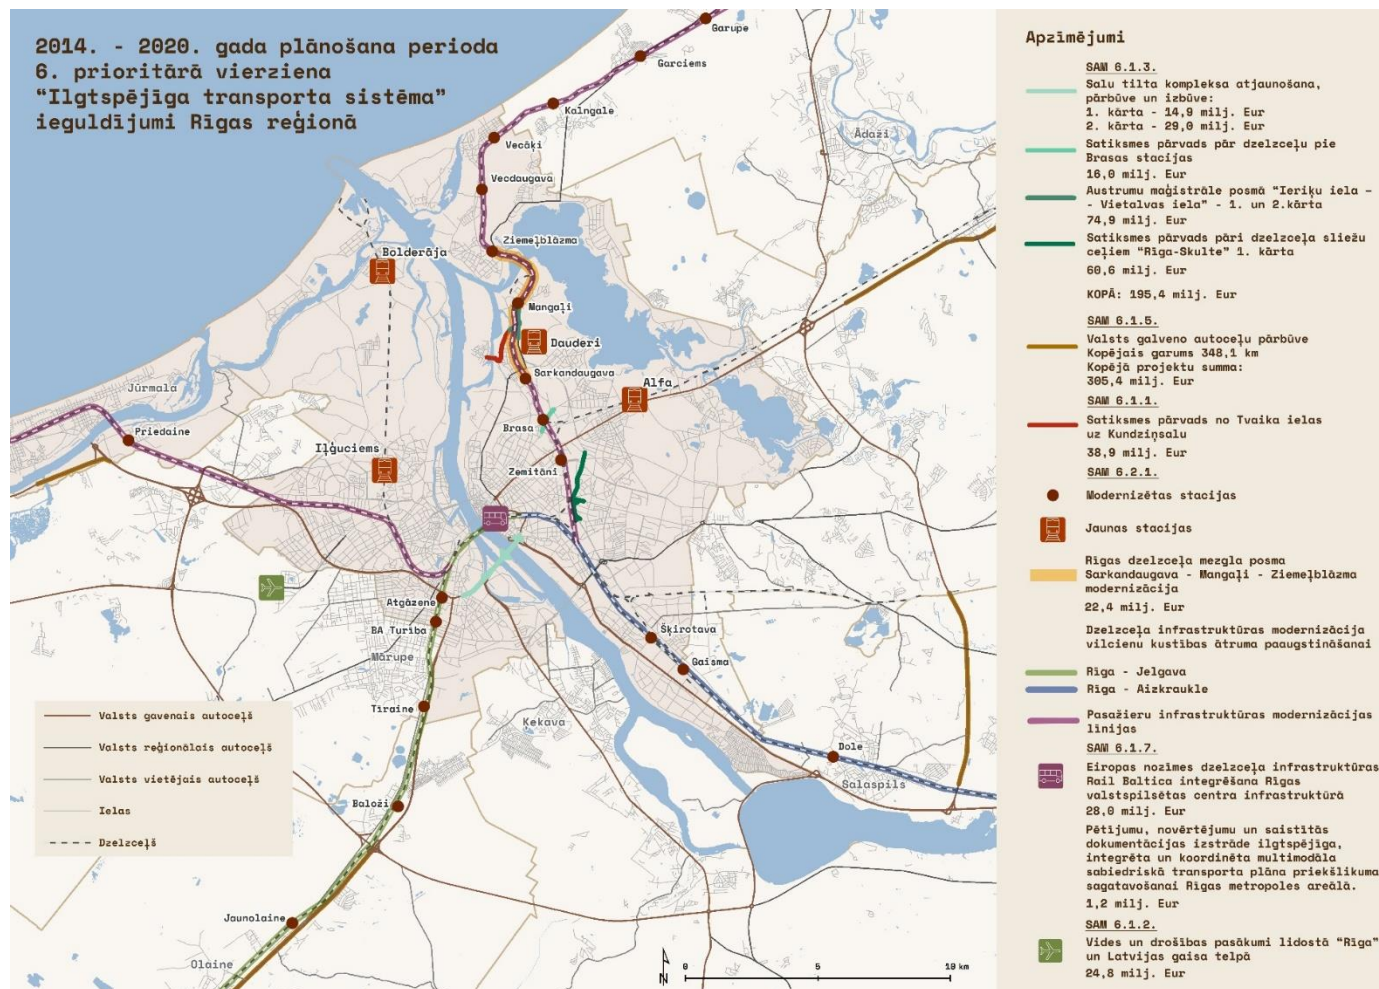 2014. - 2020. gada plānošana perioda
6. prioritārā vierziena
“Ilgtspējīga transporta sistēma”
ieguldījumi Rīgas reģionā
Garupe
Garciems
Kalngale
Vecāķi
Vecdaugava
Ādaži
Ziemeļblāzma
Bolderāja
Mangaļi
Dauderi
Sarkandaugava
Alfa
Jūrmala
Priedaine
Brasa
Iļģuciems
Zemitāni
Atgāzene
BA Turība
Mārupe
Šķirotava
Gaisma
Tīraine
Ķekava
Dole
Salaspils
Baloži
Jaunolaine
Olaine
Valsts gavenais autoceļš
Valsts reģionālais autoceļš
Valsts vietējais autoceļš
Ielas
Dzelzceļš
N
0 5 10 km
Apzīmējumi
SAM 6.1.3.
Salu tilta kompleksa atjaunošana,
pārbūve un izbūve:
1. kārta - 14,9 milj. Eur
2. kārta - 29,0 milj. Eur
Satiksmes pārvads pār dzelzceļu pie
Brasas stacijas
16,0 milj. Eur
Austrumu maģistrāle posmā “Ieriķu iela -
- Vietalvas iela” - 1. un 2.kārta
74,9 milj. Eur
Satiksmes pārvads pāri dzelzceļa sliežu
ceļiem “Rīga-Skulte” 1. kārta
60,6 milj. Eur
KOPĀ: 195,4 milj. Eur
SAM 6.1.5.
Valsts galveno autoceļu pārbūve
Kopējais garums 348,1 km
Kopējā projektu summa:
305,4 milj. Eur
SAM 6.1.1.
Satiksmes pārvads no Tvaika ielas
uz Kundziņsalu
38,9 milj. Eur
SAM 6.2.1.
Modernizētas stacijas
Jaunas stacijas
Rīgas dzelzceļa mezgla posma
Sarkandaugava - Mangaļi - Ziemeļblāzma
modernizācija
22,4 milj. Eur
Dzelzceļa infrastruktūras modernizācija
vilcienu kustības ātruma paaugstināšanai
Rīga - Jelgava
Rīga - Aizkraukle
Pasažieru infrastruktūras modernizācijas
līnijas
SAM 6.1.7.
Eiropas nozīmes dzelzceļa infrastruktūras
Rail Baltica integrēšana Rīgas
valstspilsētas centra infrastruktūrā
28,0 milj. Eur
Pētījumu, novērtējumu un saistītās
dokumentācijas izstrāde ilgtspējīga,
integrēta un koordinēta multimodāla
sabiedriskā transporta plāna priekšlikuma
sagatavošanai Rīgas metropoles areālā.
1,2 milj. Eur
SAM 6.1.2.
Vides un drošības pasākumi lidostā “Rīga”
un Latvijas gaisa telpā
24,8 milj. Eur